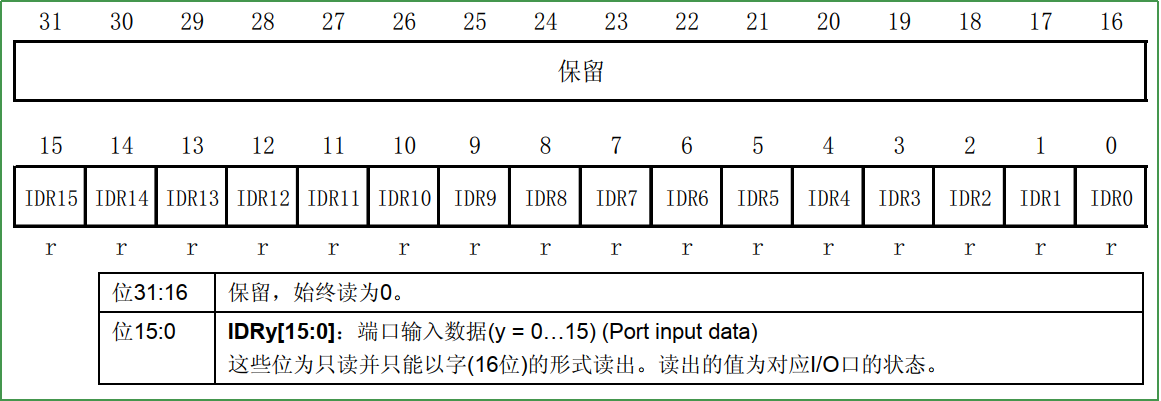 31 30 29 28 27 26 25 24 23 22 21 20 19 18 17 16
保留
15 14 13 12 11 10 9 8 7 6 5 4 3 2 1 0
IDR15 IDR14 IDR13 IDR12 IDR11 IDR10 IDR9 IDR8 IDR7 IDR6 IDR5 IDR4 IDR3 IDR2 IDR1 IDR0
r r r r r r r r r r r r r r r r
位31:16 保留，始终读为0。
位15:0 IDRy[15:0]：端口输入数据(y = 0…15) (Port input data)
这些位为只读并只能以字(16位)的形式读出。读出的值为对应I/O口的状态。